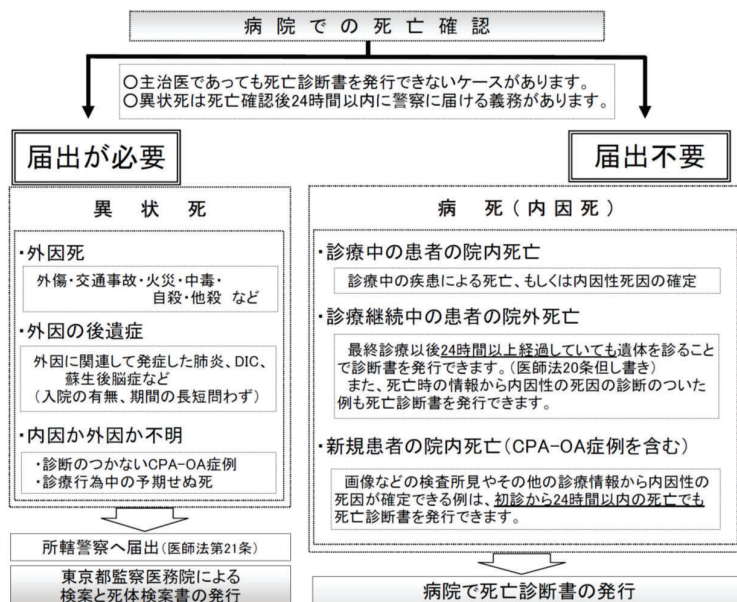 病院での死亡確認
○主治医であっても死亡診断書を発行できないケースがあります。
○異状死は死亡確認後24時間以内に警察に届ける義務があります。
届出が必要
異状死
・外因死
外傷・交通事故・火災・中毒・
自殺・他殺 など
・外因の後遺症
外因に関連して発症した肺炎、DIC、
蘇生後脳症など
(入院の有無、期間の長短問わず)
・内因か外因か不明
・診断のつかないCPA-OA症例
・診療行為中の予期せぬ死
所轄警察へ届出(医師法第21条)
東京都監察医務院による
検案と死体検案書の発行
届出不要
病死(内因死)
・診療中の患者の院内死亡
診療中の疾患による死亡、もしくは内因性死因の確定
・診療継続中の患者の院外死亡
最終診療以後24時間以上経過していても遺体を診ること
で診断書を発行できます。(医師法20条但し書き)
また、死亡時の情報から内因性の死因の診断のついた
例も死亡診断書を発行できます。
・新規患者の院内死亡(CPA-OA症例を含む)
画像などの検査所見やその他の診療情報から内因性の
死因が確定できる例は、初診から24時間以内の死亡でも
死亡診断書を発行できます。
病院で死亡診断書の発行